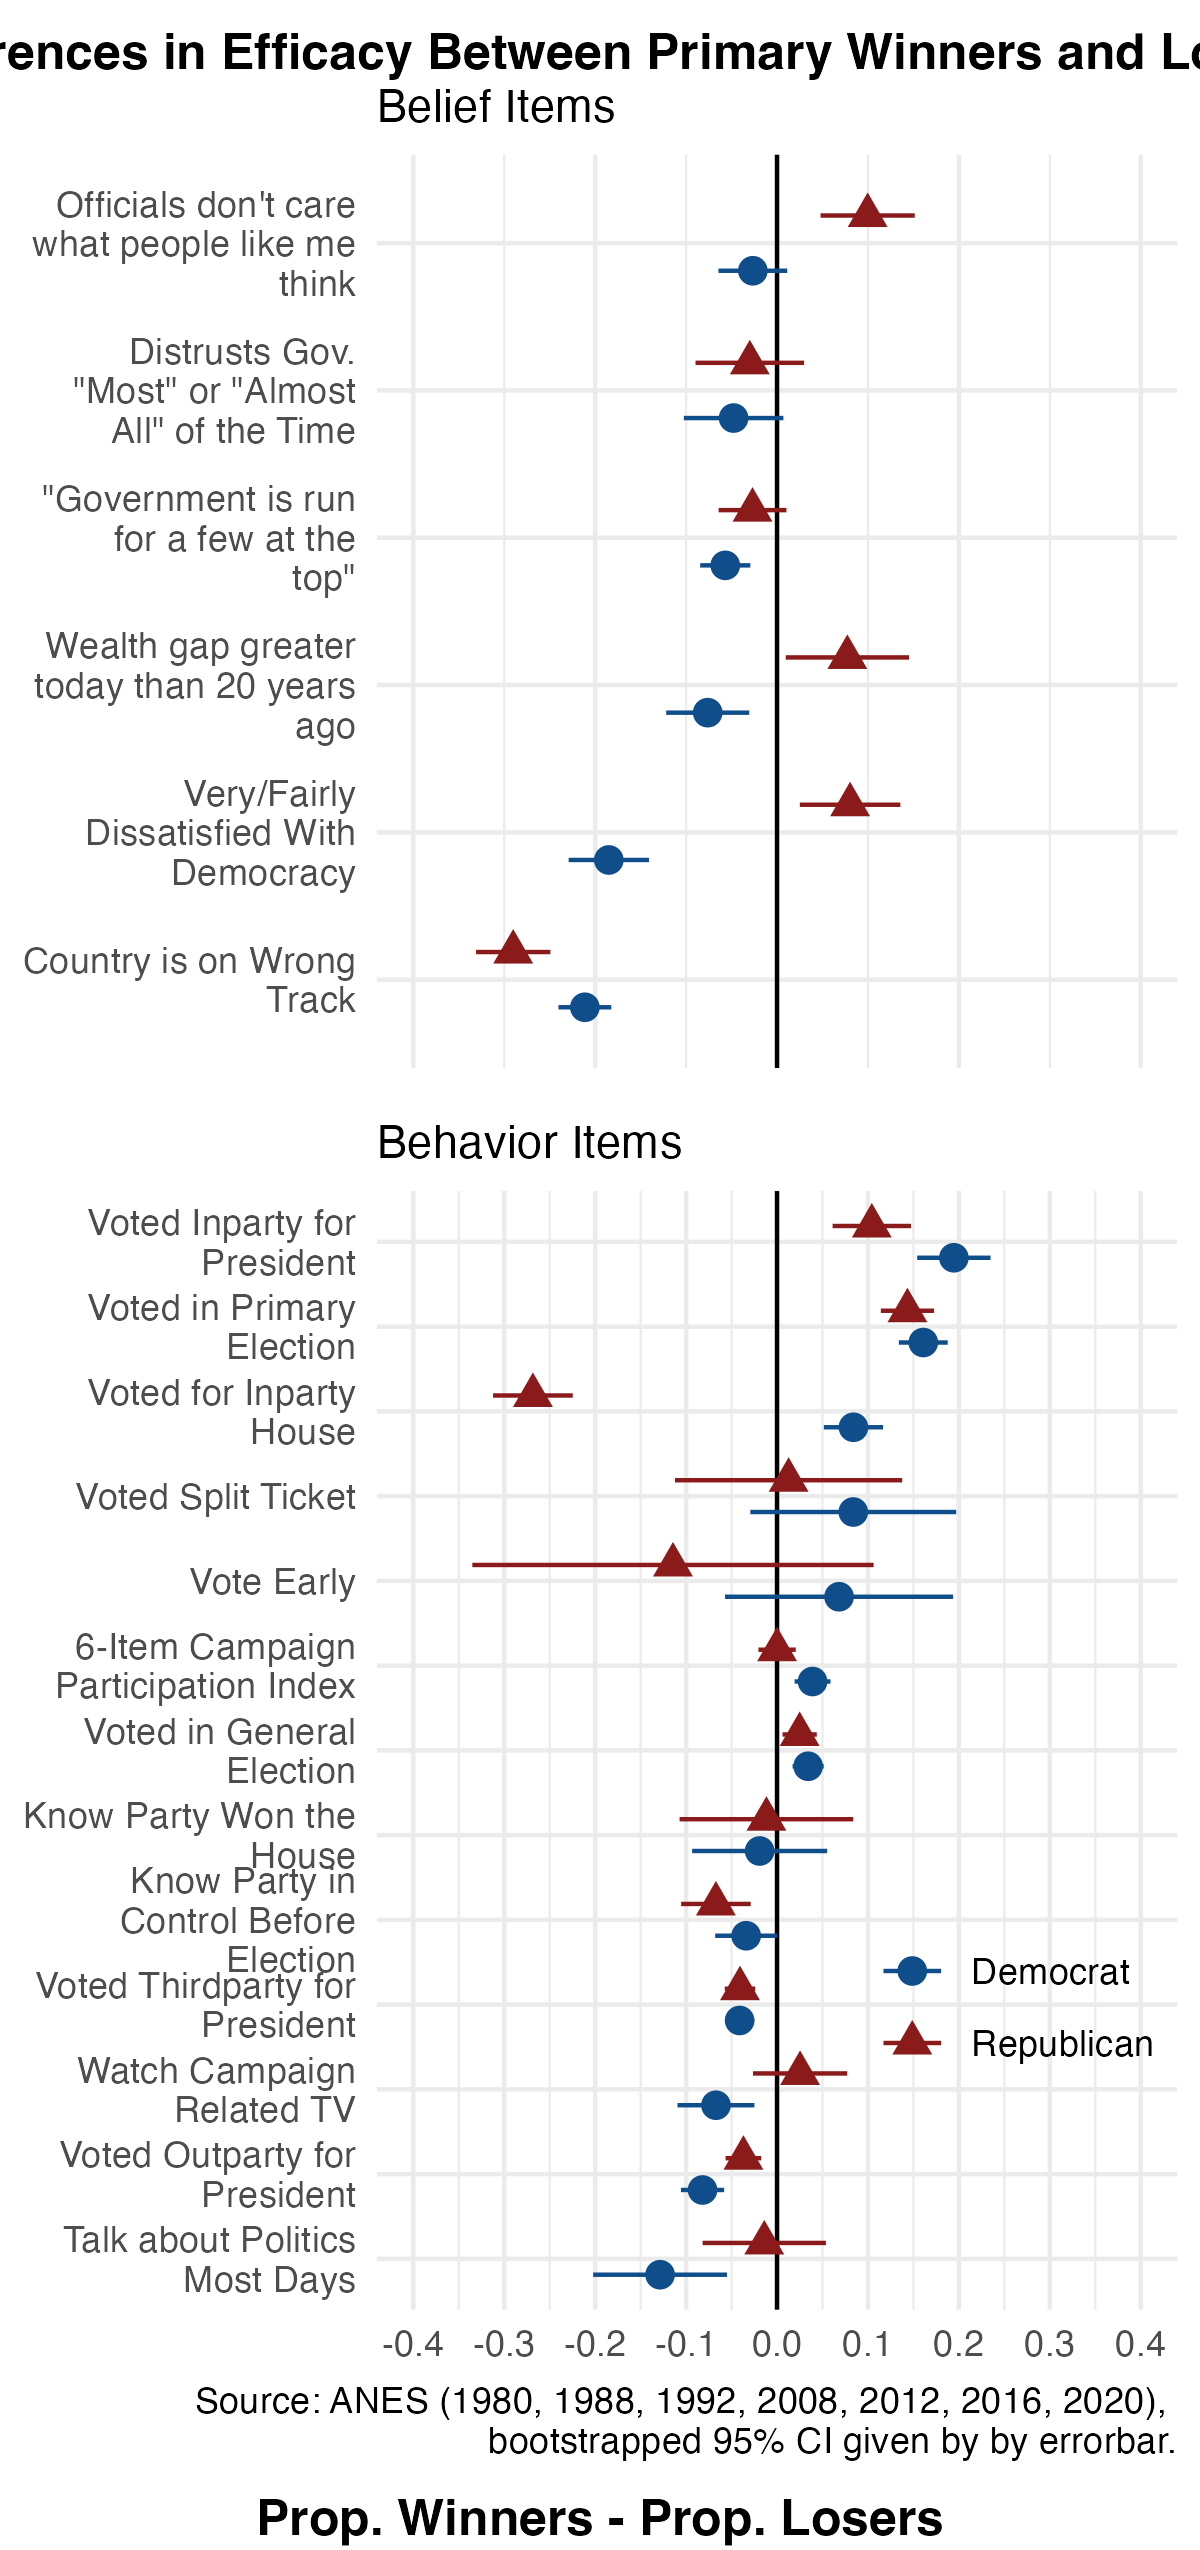 rences in Efficacy Between Primary Winners and Lo
Belief Items
Officials don't care
what people like me
think
Distrusts Gov.
"Most" or "Almost
All" of the Time
"Government is run
for a few at the
top"
Wealth gap greater
today than 20 years
ago
Very/Fairly
Dissatisfied With
Democracy
Country is on Wrong
Track
Behavior Items
Voted Inparty for
President
Voted in Primary
Election
Voted for Inparty
House
Voted Split Ticket
Vote Early
6-Item Campaign
Participation Index
Voted in General
Election
Know Party Won the
House
Know Party in
Control Before
Election
Voted Thirdparty for
President
Watch Campaign
Related TV
Voted Outparty for
President
Talk about Politics
Most Days
Democrat
Republican
-0.4 -0.3 -0.2 -0.1 0.0 0.1 0.2 0.3 0.4
Source: ANES (1980, 1988, 1992, 2008, 2012, 2016, 2020),
bootstrapped 95% CI given by by errorbar.
Prop. Winners - Prop. Losers